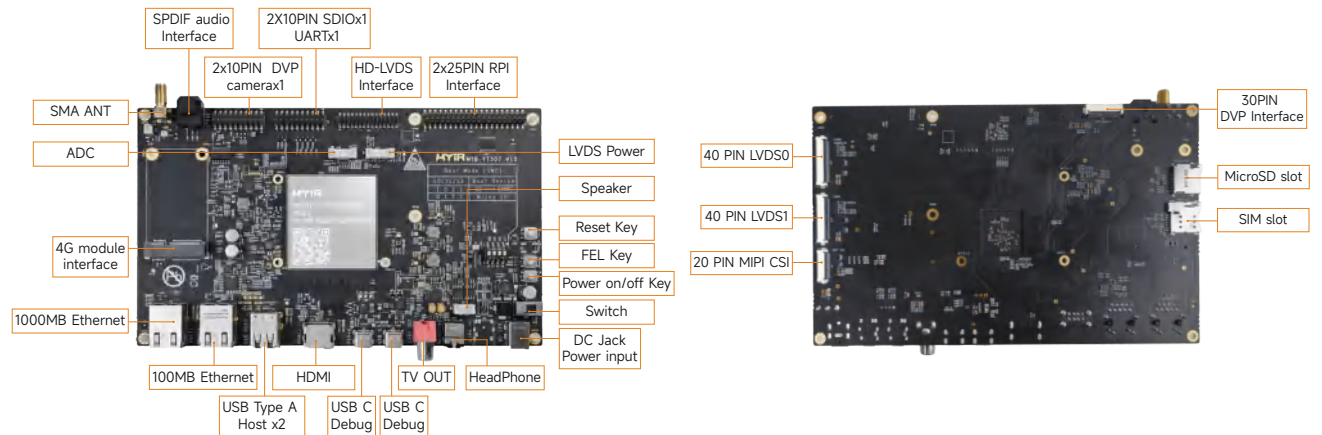 SPDIF audio
Interface
2X10PIN SDIOx1
UARTx1
2x10PIN DVP
camerax1
HD-LVDS
Interface
2x25PIN RPI
Interface
SMA ANT
ADC
LVDS Power
Speaker
Reset Key
4G module
interface
FEL Key
Power on/off Key
1000MB Ethernet
Switch
DC Jack
Power input
100MB Ethernet
HDMI
TV OUT
HeadPhone
USB Type A
Host x2
USB C
Debug
USB C
Debug
MYIR
MYIR
30PIN
DVP Interface
40 PIN LVDS0
MicroSD slot
40 PIN LVDS1
SIM slot
20 PIN MIPI CSI